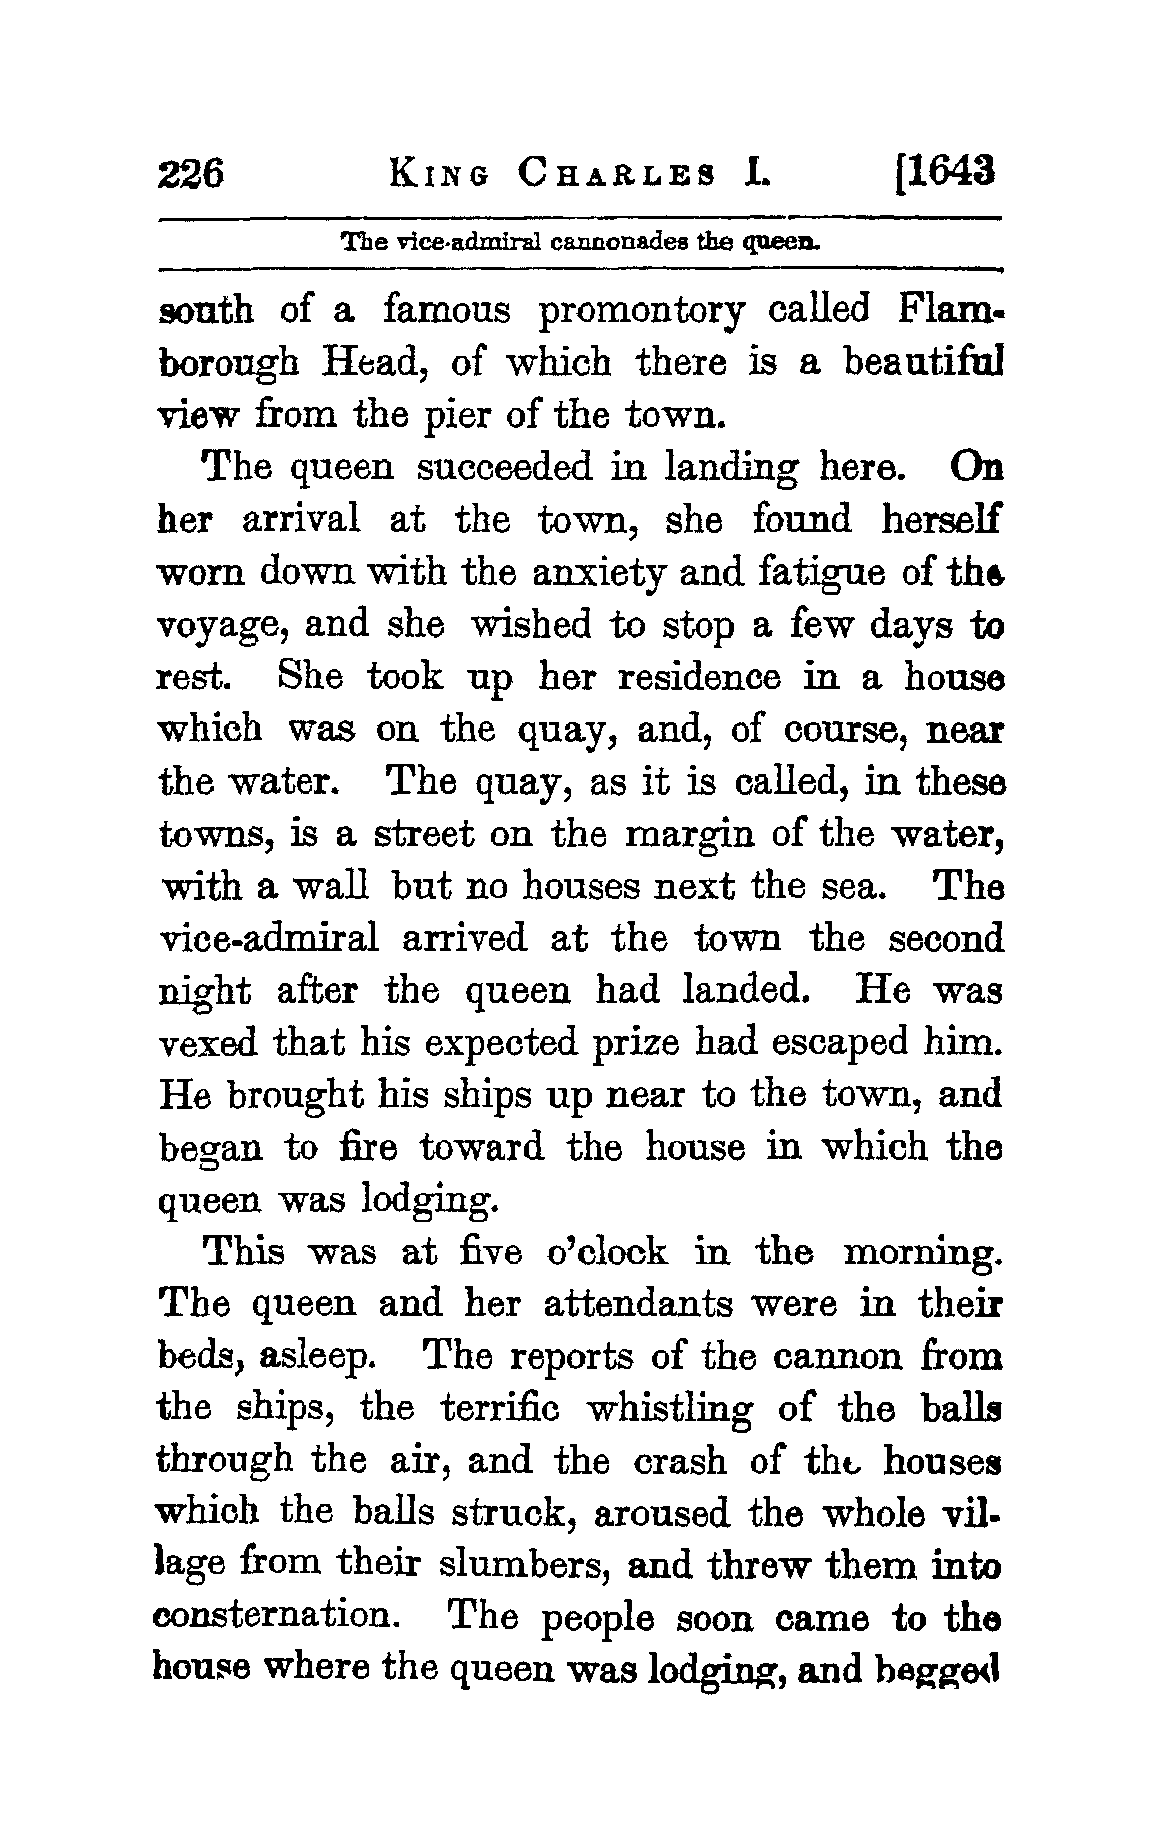 226 King Charles I. [1643
The vice-admiral cannonades the queen.
south of a famous promontory called Flam-
borough Head, of which there is a beautiful
view from the pier of the town.
The queen succeeded in landing here. On
her arrival at the town, she found herself
worn down with the anxiety and fatigue of the
voyage, and she wished to stop a few days to
rest. She took up her residence in a house
which was on the quay, and, of course, near
the water. The quay, as it is called, in these
towns, is a street on the margin of the water,
with a wall but no houses next the sea. The
vice-admiral arrived at the town the second
night after the queen had landed. He was
vexed that his expected prize had escaped him.
He brought his ships up near to the town, and
began to fire toward the house in which the
queen was lodging.
This was at five o'clock in the morning.
The queen and her attendants were in their
beds, asleep. The reports of the cannon from
the ships, the terrific whistling of the balls
through the air, and the crash of the houses
which the balls struck, aroused the whole vil-
lage from their slumbers, and threw them into
consternation. The people soon came to the
house where the queen was lodging, and begged